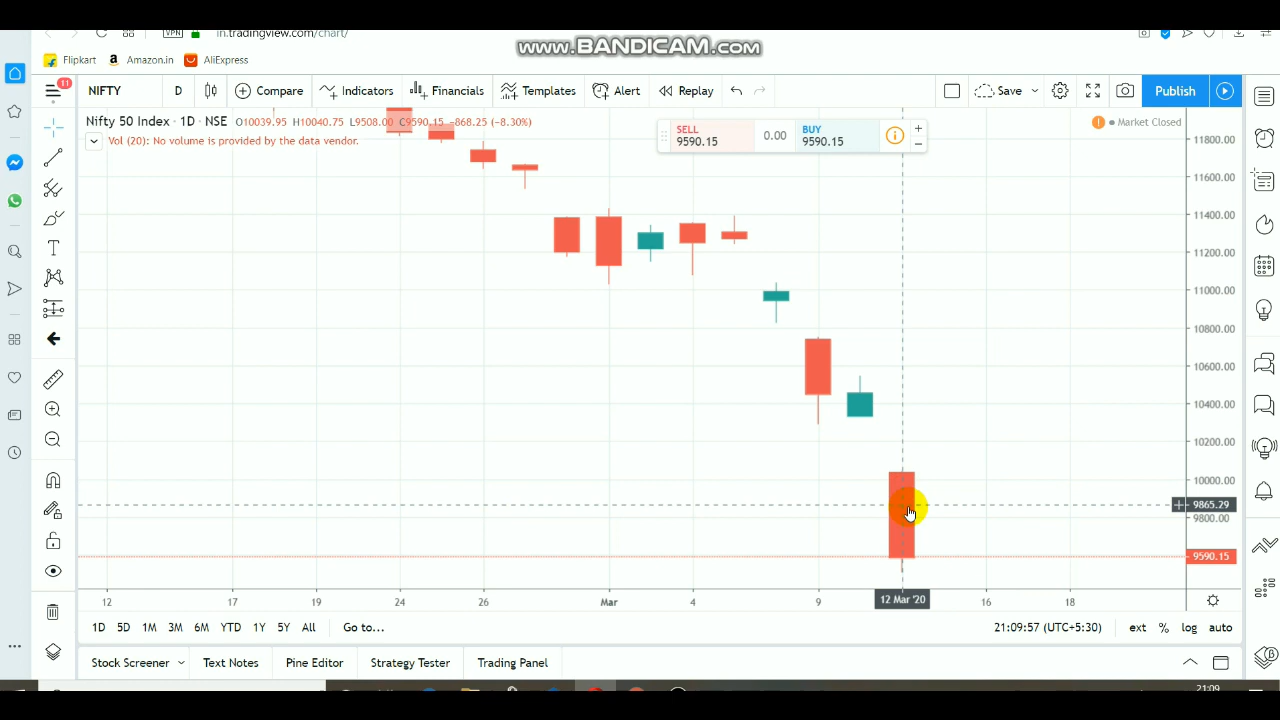 in.tradingview.com/chart/
VPN
www.BANDICAM.com
Flipkart
Amazon.in
AliExpress
11
NIFTY
D
Compare
Indicators
Financials
Templates
Alert
Replay
Save
Publish
Nifty 50 Index · 1D · NSE O10039.95 H10040.75 L9508.00 C9590.15 −868.25 (−8.30%)
Vol (20): No volume is provided by the data vendor.
SELL
9590.15
0.00
BUY
9590.15
Market Closed
11800.00
11600.00
11400.00
11200.00
11000.00
10800.00
10600.00
10400.00
10200.00
10000.00
9865.29
9800.00
9590.15
12 17 19 24 26 Mar 4 9 12 Mar '20 16 18
1D 5D 1M 3M 6M YTD 1Y 5Y All Go to...
21:09:57 (UTC+5:30) ext % log auto
Stock Screener Text Notes Pine Editor Strategy Tester Trading Panel
21:09